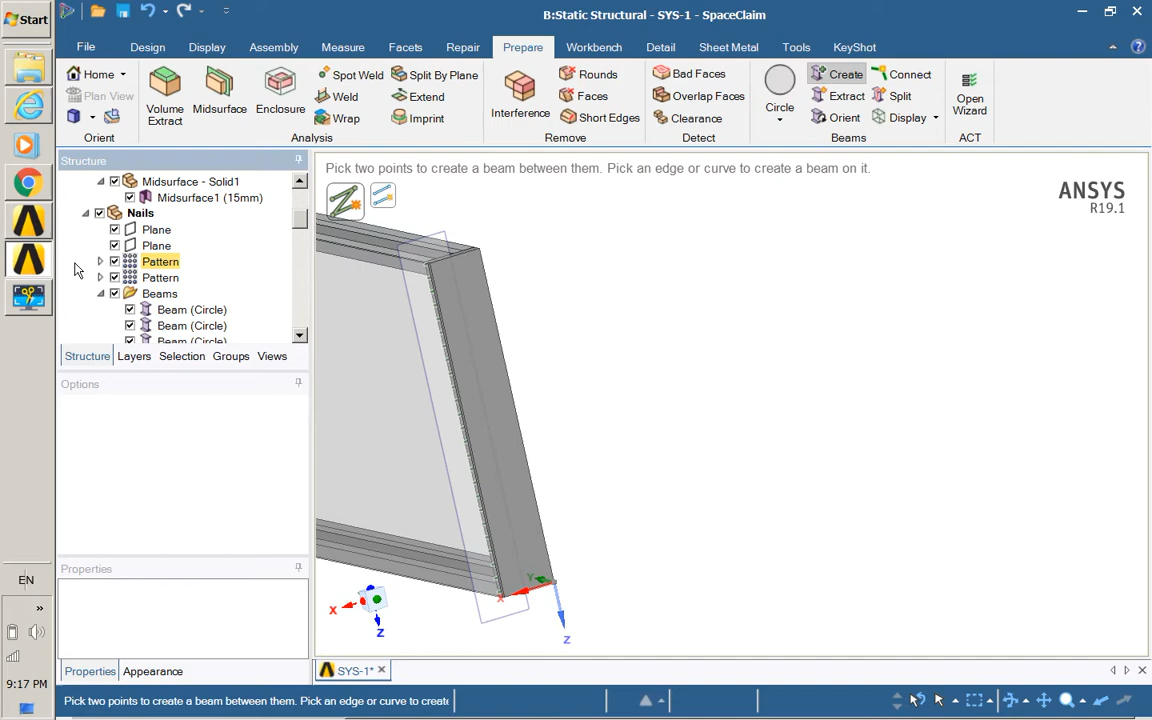 Start
B:Static Structural - SYS-1 - SpaceClaim
File
Design
Display
Assembly
Measure
Facets
Repair
Prepare
Workbench
Detail
Sheet Metal
Tools
KeyShot
Home
Plan View
Orient
Volume Extract
Midsurface
Enclosure
Spot Weld
Weld
Wrap
Split By Plane
Extend
Imprint
Analysis
Interference
Rounds
Faces
Short Edges
Remove
Bad Faces
Overlap Faces
Clearance
Detect
Circle
Create
Extract
Orient
Connect
Split
Display
Beams
Open Wizard
ACT
Structure
Midsurface - Solid1
Midsurface1 (15mm)
Nails
Plane
Plane
Pattern
Pattern
Beams
Beam (Circle)
Beam (Circle)
Beam (Circle)
Structure Layers Selection Groups Views
Options
Properties
Properties Appearance
Pick two points to create a beam between them. Pick an edge or curve to create a beam on it.
ANSYS
R19.1
X
Y
Z
X
Z
SYS-1*
EN
»
9:17 PM
Pick two points to create a beam between them. Pick an edge or curve to create